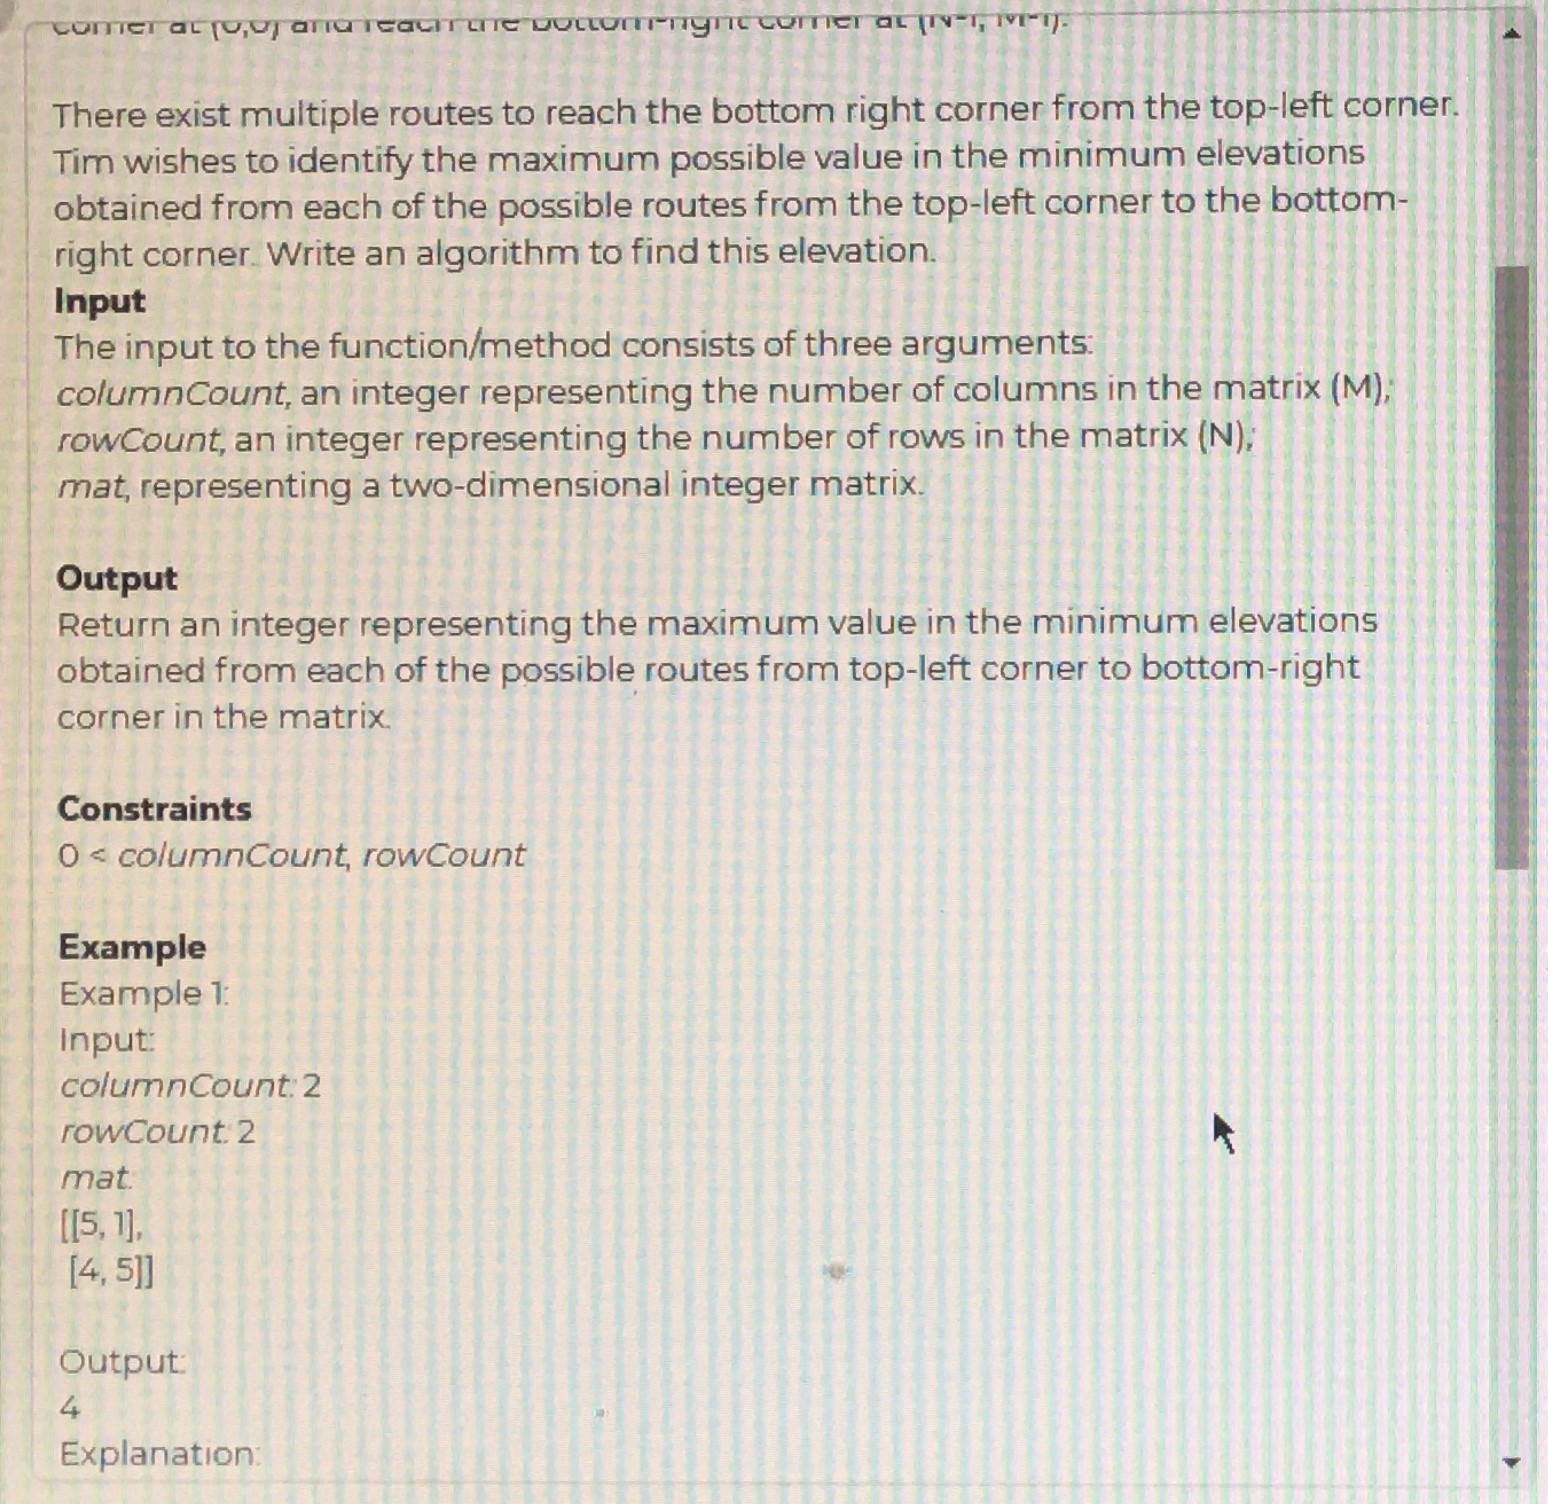 corner at (0,0) and reach the bottom-right corner at (N-1, M-1).
There exist multiple routes to reach the bottom right corner from the top-left corner.
Tim wishes to identify the maximum possible value in the minimum elevations
obtained from each of the possible routes from the top-left corner to the bottom-
right corner. Write an algorithm to find this elevation.
Input
The input to the function/method consists of three arguments:
columnCount, an integer representing the number of columns in the matrix (M);
rowCount, an integer representing the number of rows in the matrix (N);
mat, representing a two-dimensional integer matrix.
Output
Return an integer representing the maximum value in the minimum elevations
obtained from each of the possible routes from top-left corner to bottom-right
corner in the matrix.
Constraints
0 < columnCount, rowCount
Example
Example 1:
Input:
columnCount: 2
rowCount: 2
mat:
[[5, 1],
[4, 5]]
Output:
4
Explanation: